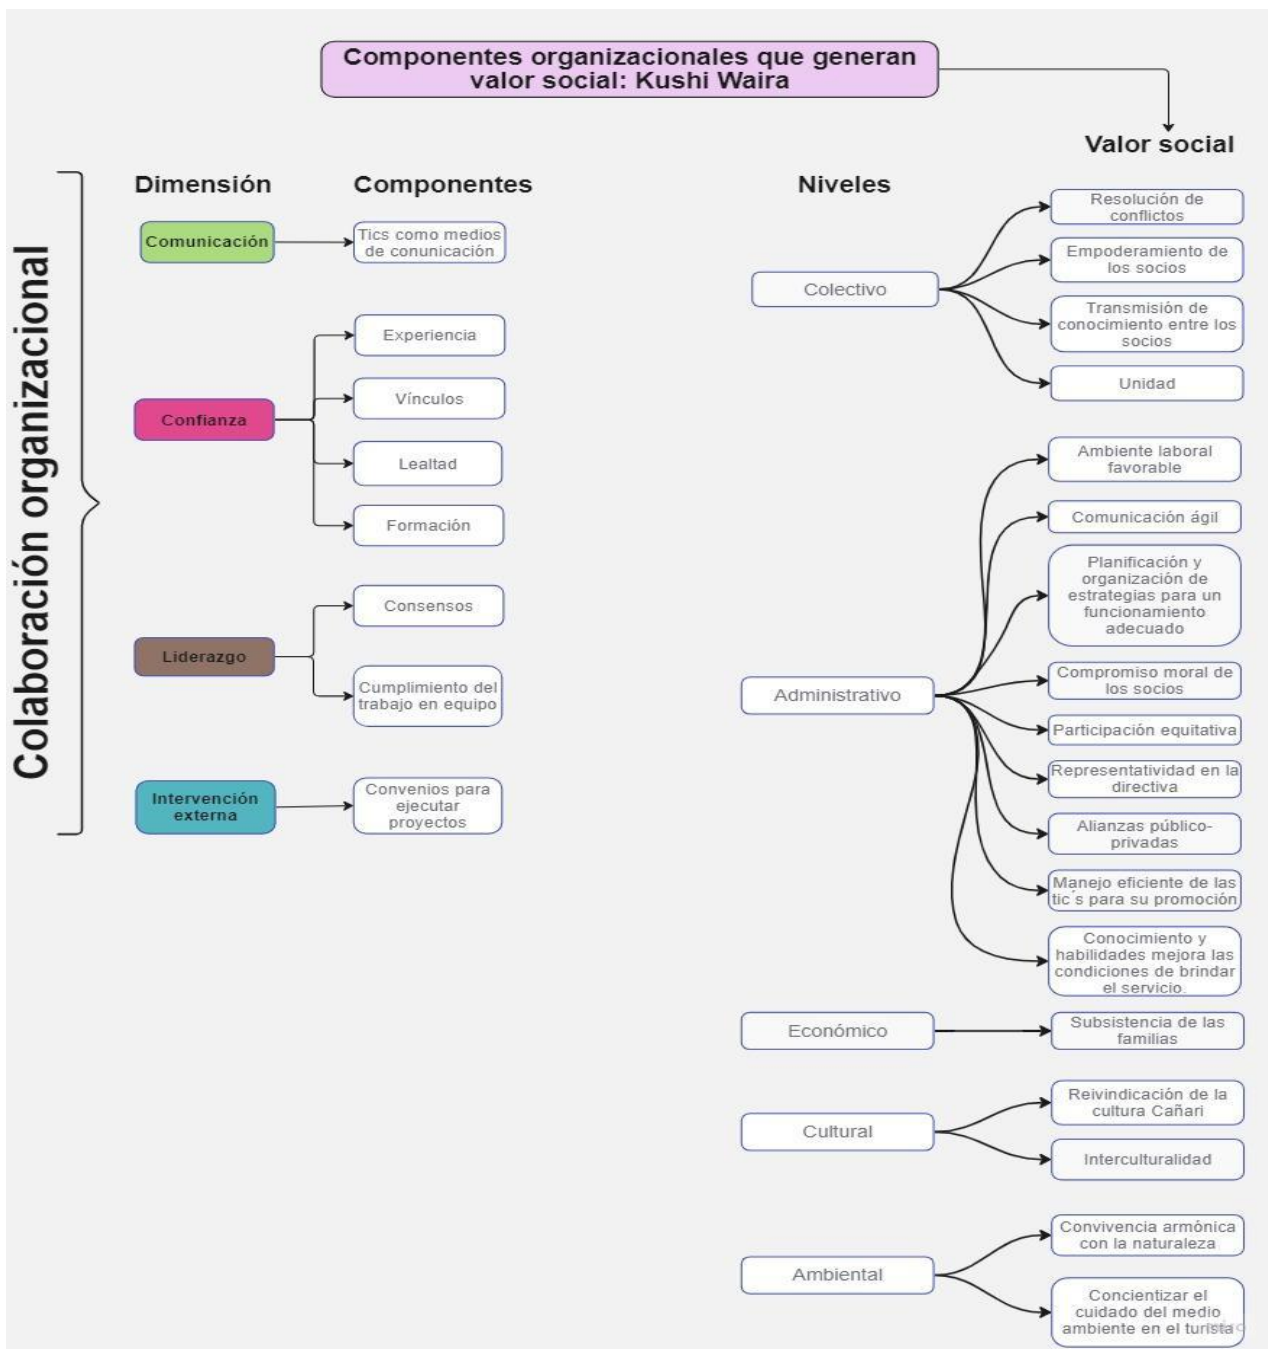 Componentes organizacionales que generan
valor social: Kushi Waira
Valor social
Dimensión
Componentes
Niveles
Colaboración organizacional
Comunicación
Tics como medios
de conunicación
Confianza
Experiencia
Vínculos
Lealtad
Formación
Liderazgo
Consensos
Cumplimiento del
trabajo en equipo
Intervención
externa
Convenios para
ejecutar
proyectos
Colectivo
Resolución de
conflictos
Empoderamiento de
los socios
Transmisión de
conocimiento entre los
socios
Unidad
Administrativo
Ambiente laboral
favorable
Comunicación ágil
Planificación y
organización de
estrategias para un
funcionamiento
adecuado
Compromiso moral de
los socios
Participación equitativa
Representatividad en la
directiva
Alianzas público-
privadas
Manejo eficiente de las
tic´s para su promoción
Conocimiento y
habilidades mejora las
condiciones de brindar
el servicio.
Económico
Subsistencia de las
familias
Cultural
Reivindicación de la
cultura Cañari
Interculturalidad
Ambiental
Convivencia armónica
con la naturaleza
Concientizar el
cuidado del medio
ambiente en el turista